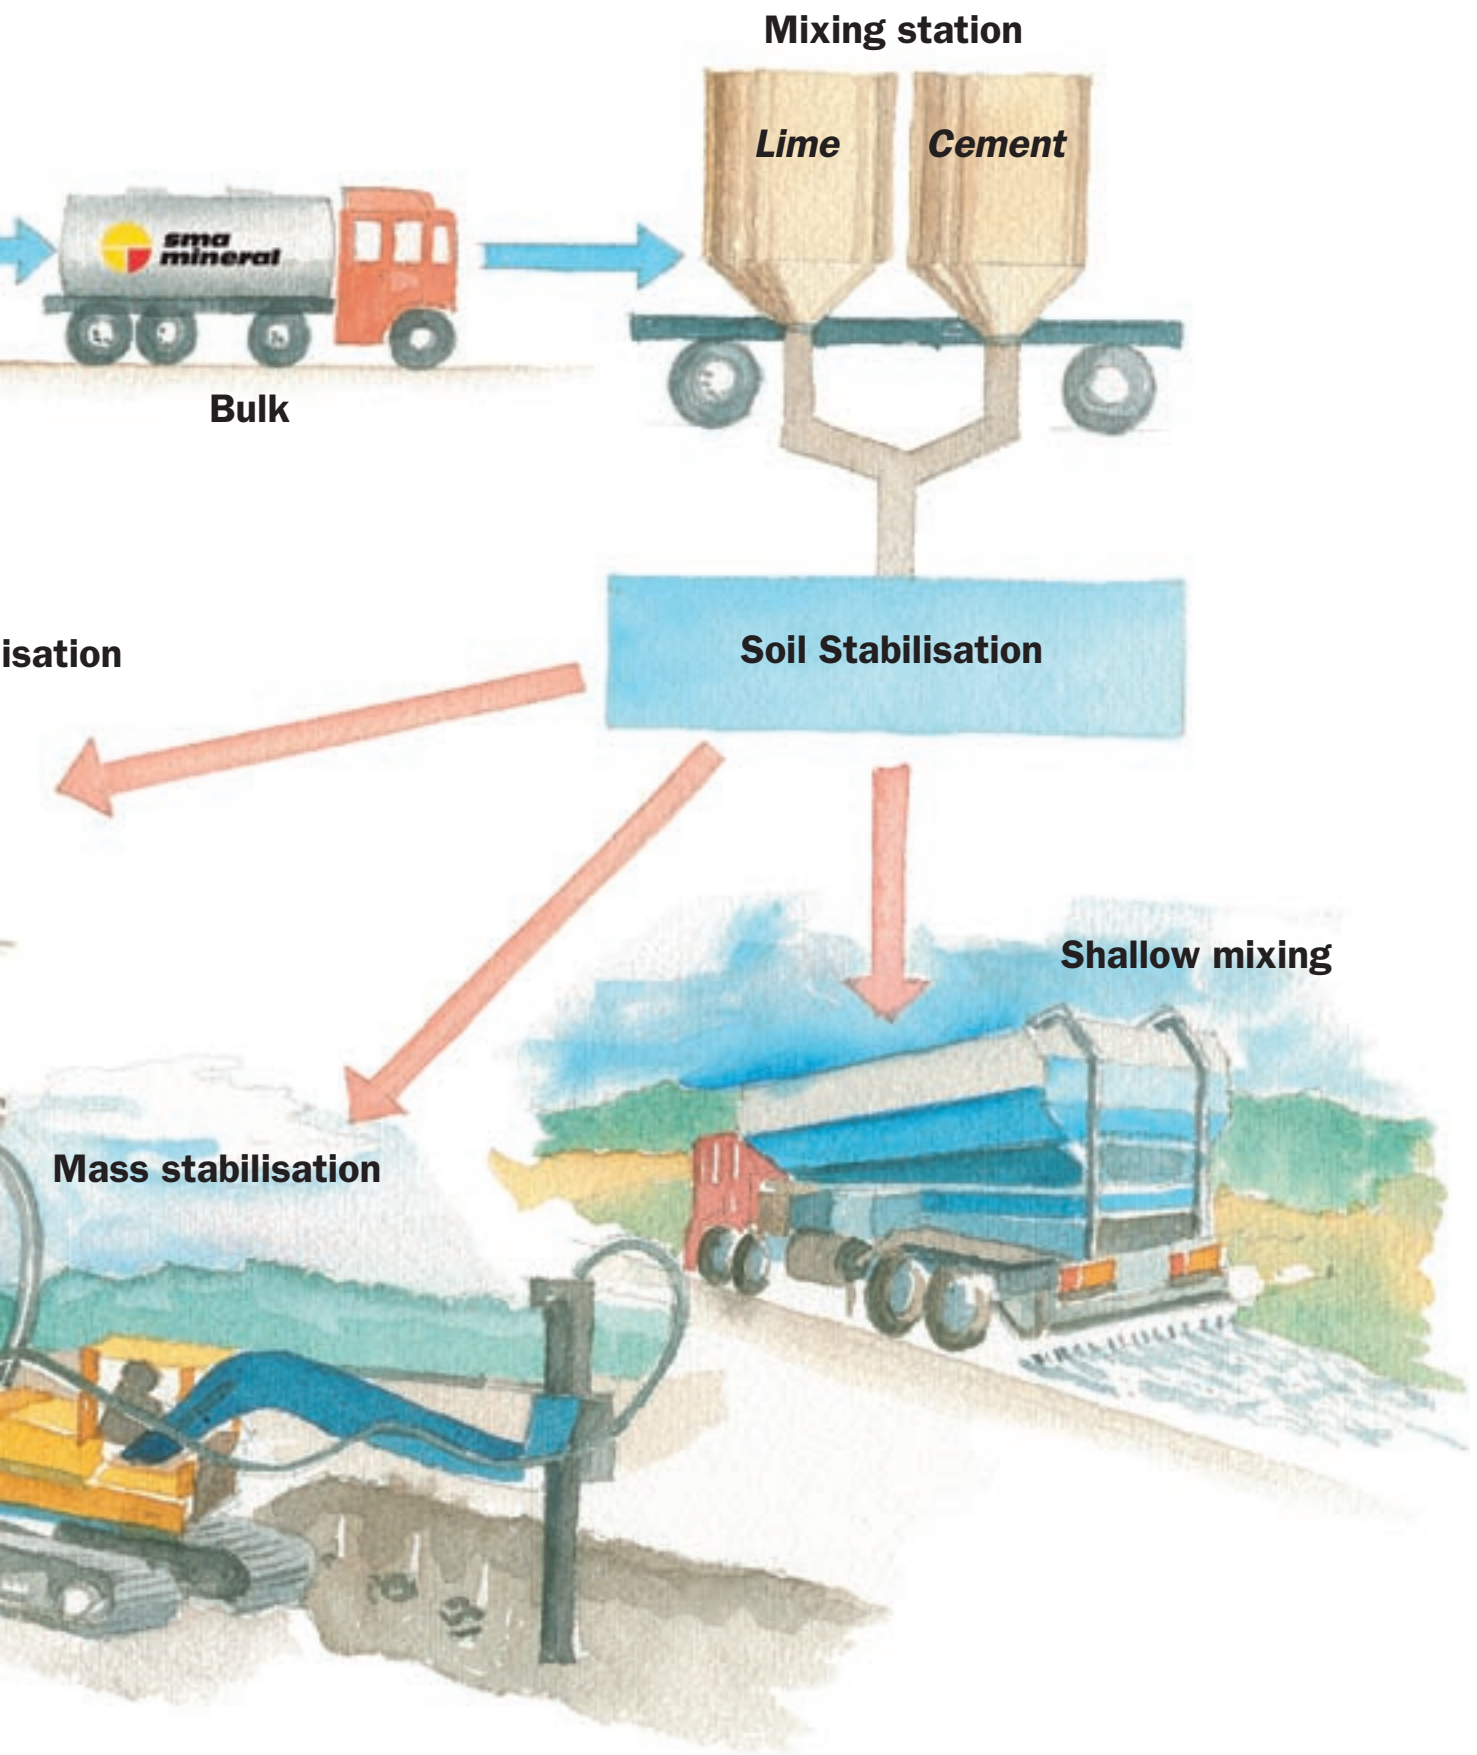 Mixing station
Lime
Cement
sma
mineral
Bulk
Soil Stabilisation
isation
Shallow mixing
Mass stabilisation